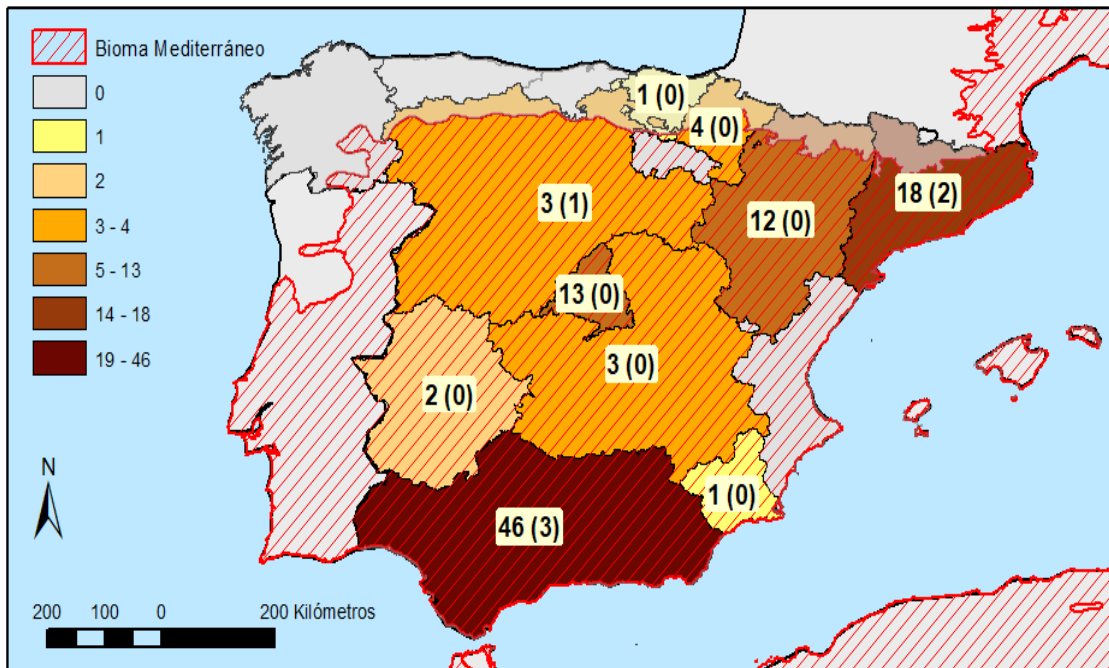 Bioma Mediterráneo
0
1
2
3 - 4
5 - 13
14 - 18
19 - 46
1 (0)
4 (0)
18 (2)
3 (1)
12 (0)
13 (0)
3 (0)
2 (0)
1 (0)
46 (3)
N
200 100 0 200 Kilómetros